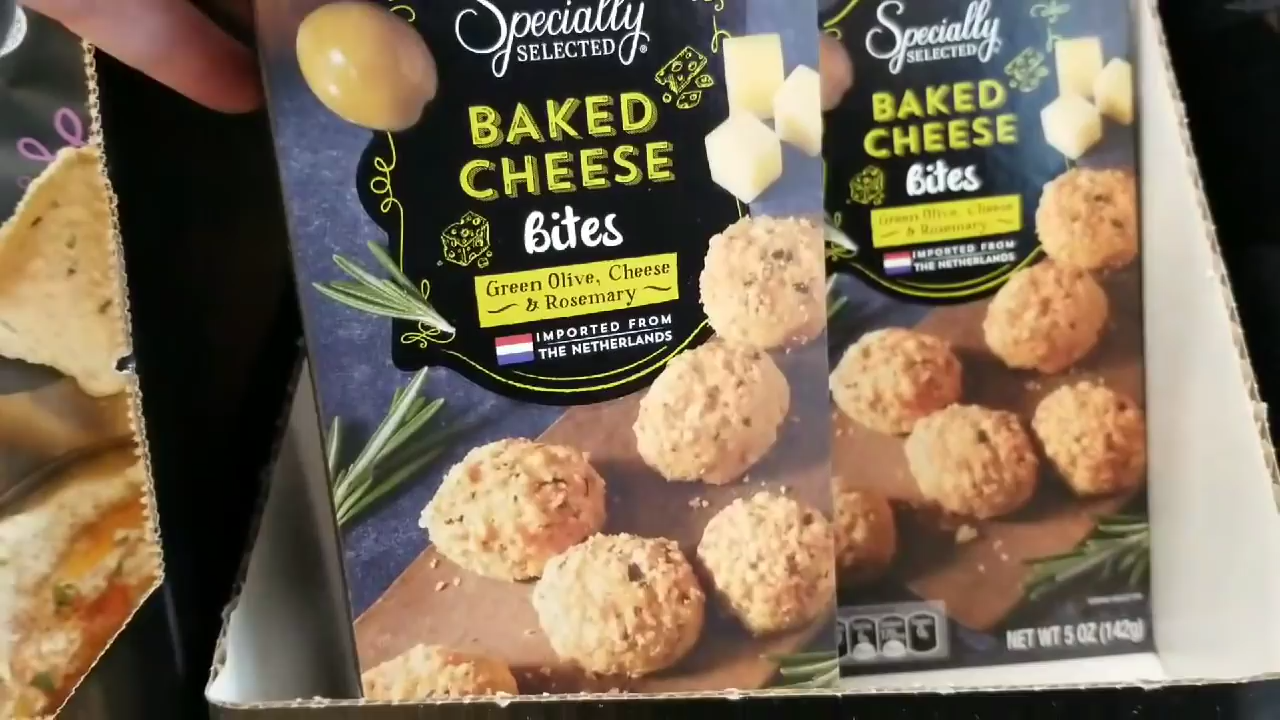 Specially
SELECTED®
BAKED
CHEESE
Bites
Green Olive, Cheese
& Rosemary
IMPORTED FROM
THE NETHERLANDS
Specially
SELECTED
BAKED
CHEESE
Bites
Green Olive, Cheese
& Rosemary
IMPORTED FROM
THE NETHERLANDS
NET WT 5 OZ (142g)